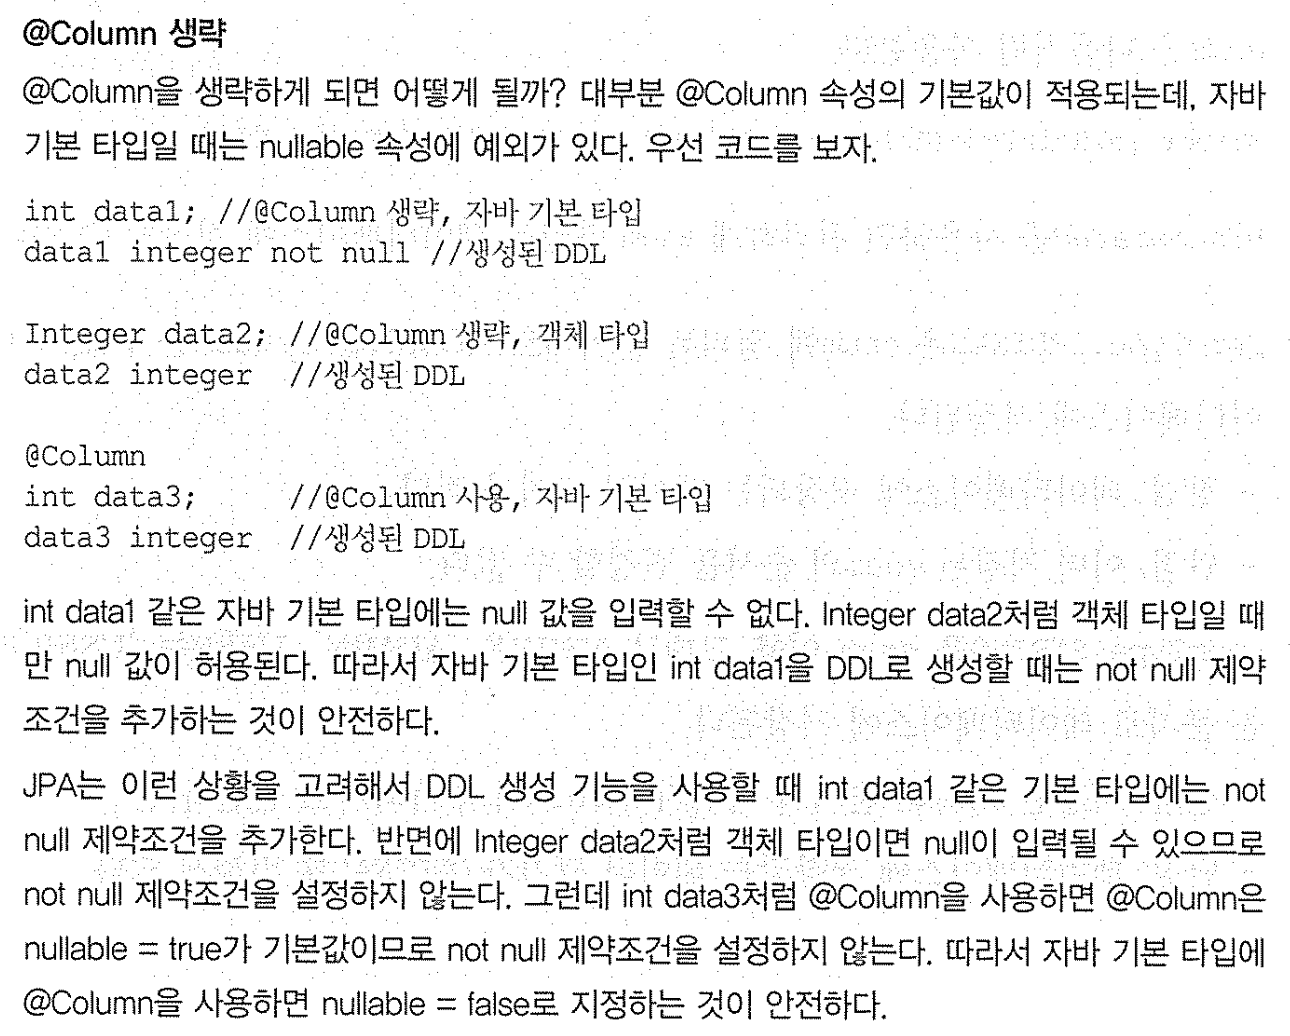 @Column 생략
@Column을 생략하게 되면 어떻게 될까? 대부분 @Column 속성의 기본값이 적용되는데, 자바
기본 타입일 때는 nullable 속성에 예외가 있다. 우선 코드를 보자.
int data1; //@Column 생략, 자바 기본 타입
data1 integer not null //생성된 DDL
Integer data2; //@Column 생략, 객체 타입
data2 integer //생성된 DDL
@Column
int data3; //@Column 사용, 자바 기본 타입
data3 integer //생성된 DDL
int data1 같은 자바 기본 타입에는 null 값을 입력할 수 없다. Integer data2처럼 객체 타입일 때
만 null 값이 허용된다. 따라서 자바 기본 타입인 int data1을 DDL로 생성할 때는 not null 제약
조건을 추가하는 것이 안전하다.
JPA는 이런 상황을 고려해서 DDL 생성 기능을 사용할 때 int data1 같은 기본 타입에는 not
null 제약조건을 추가한다. 반면에 Integer data2처럼 객체 타입이면 null이 입력될 수 있으므로
not null 제약조건을 설정하지 않는다. 그런데 int data3처럼 @Column을 사용하면 @Column은
nullable = true가 기본값이므로 not null 제약조건을 설정하지 않는다. 따라서 자바 기본 타입에
@Column을 사용하면 nullable = false로 지정하는 것이 안전하다.